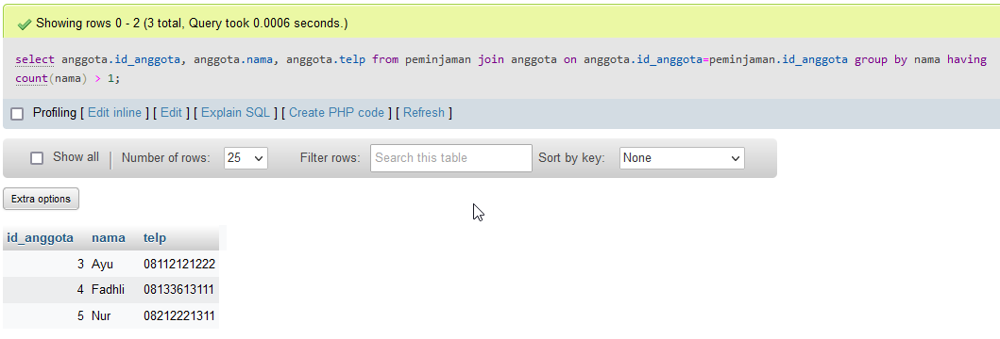 Showing rows 0 - 2 (3 total, Query took 0.0006 seconds.)
select anggota.id_anggota, anggota.nama, anggota.telp from peminjaman join anggota on anggota.id_anggota=peminjaman.id_anggota group by nama having
count(nama) > 1;
Profiling [ Edit inline ] [ Edit ] [ Explain SQL ] [ Create PHP code ] [ Refresh ]
Show all Number of rows: 25 Filter rows: Search this table Sort by key: None
Extra options
id_anggota nama telp
3 Ayu 08112121222
4 Fadhli 08133613111
5 Nur 08212221311